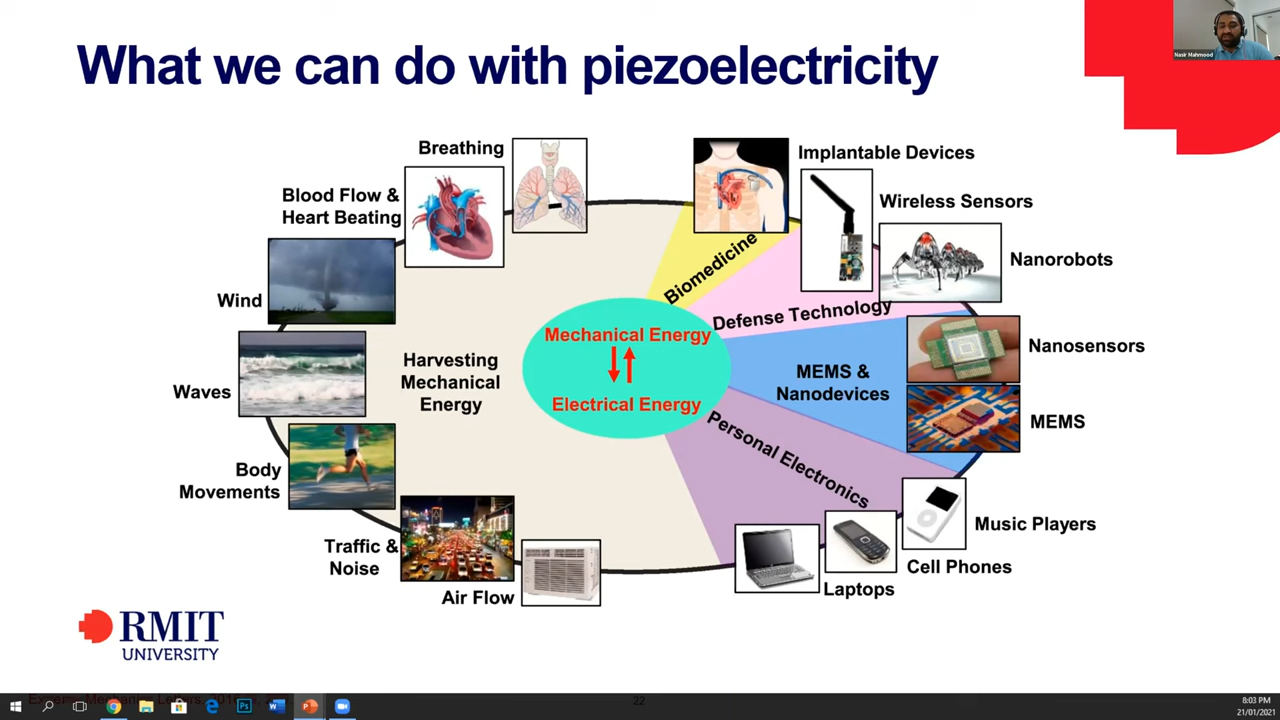 What we can do with piezoelectricity
Nasir Mahmood
Breathing
Blood Flow &
Heart Beating
Wind
Waves
Body
Movements
Traffic &
Noise
Air Flow
Harvesting
Mechanical
Energy
Mechanical Energy
Electrical Energy
Biomedicine
Defense Technology
MEMS &
Nanodevices
Personal Electronics
Implantable Devices
Wireless Sensors
Nanorobots
Nanosensors
MEMS
Music Players
Cell Phones
Laptops
RMIT
UNIVERSITY
22
8:03 PM
21/01/2021